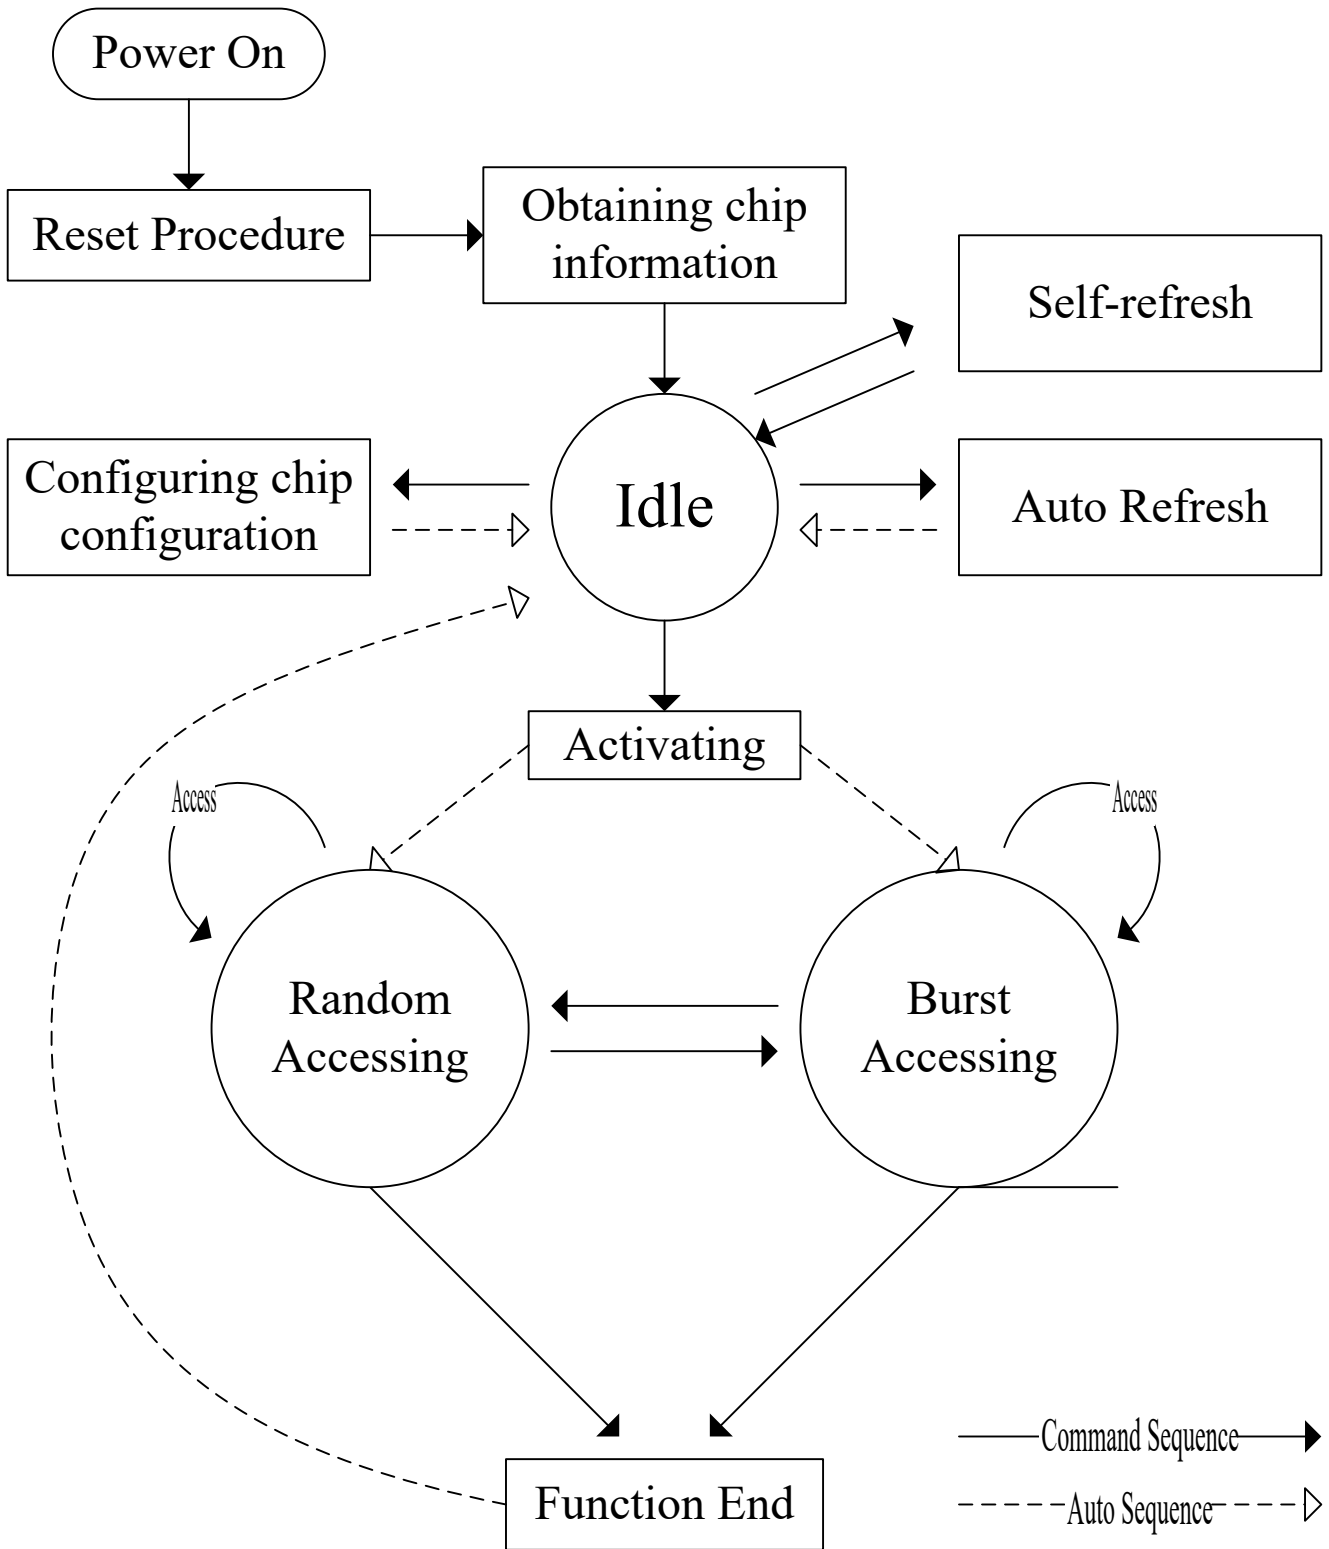 Power On
Reset Procedure
Obtaining chip
information
Self-refresh
Configuring chip
configuration
Idle
Auto Refresh
Activating
Access
Access
Random
Accessing
Burst
Accessing
Command Sequence
Function End
Auto Sequence